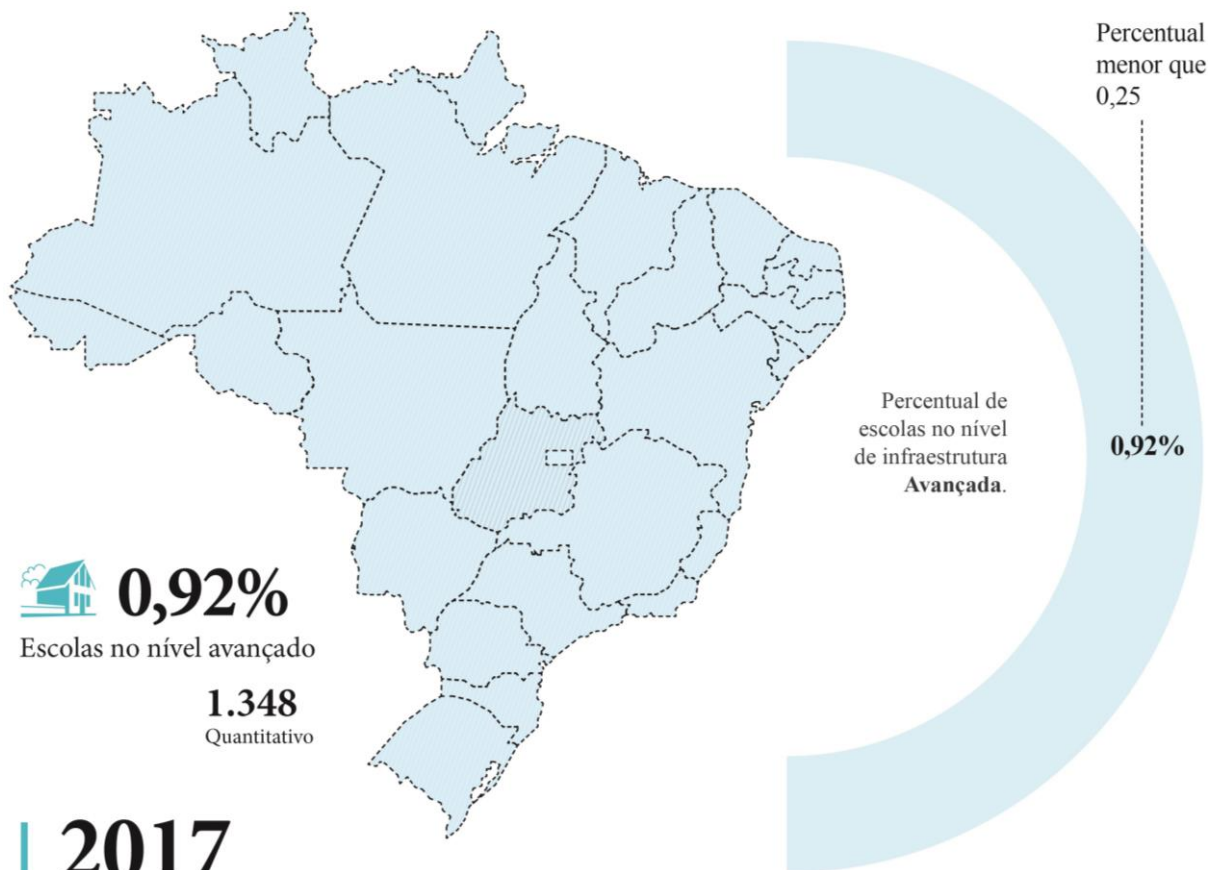 Percentual
menor que
0,25
Percentual de
escolas no nível
de infraestrutura
Avançada.
0,92%
0,92%
Escolas no nível avançado
1.348
Quantitativo
2017